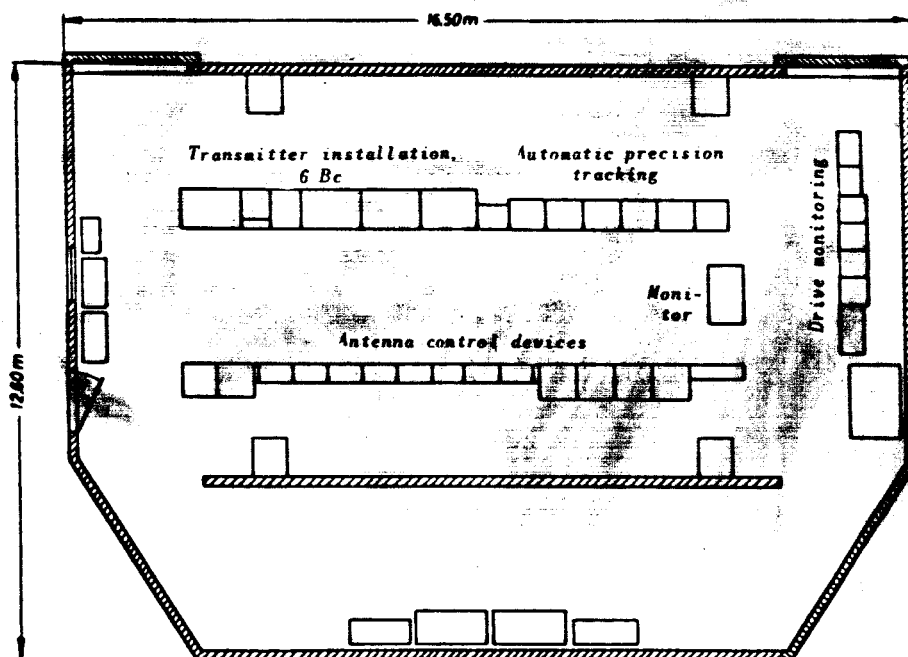 16.50m
Transmitter installation,
6 Bc
Automatic precision
tracking
Drive monitoring
Moni-
tor
Antenna control devices
12.80m